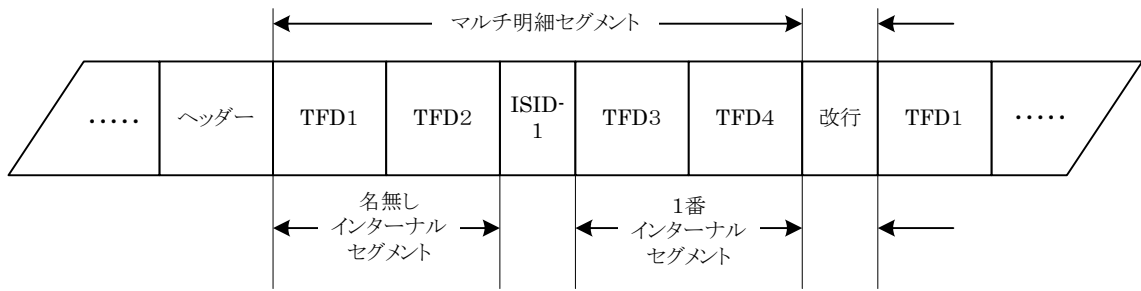 マルチ明細セグメント
・・・・・
ヘッダー
TFD1
TFD2
ISID-
1
TFD3
TFD4
改行
TFD1
・・・・・
名無し
インターナル
セグメント
1番
インターナル
セグメント